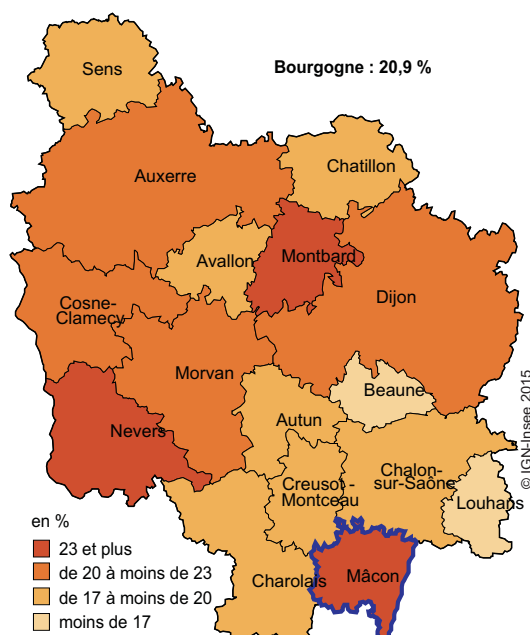 Sens
Bourgogne : 20,9 %
Chatillon
Auxerre
Avallon
Montbard
Dijon
Cosne-
Clamecy
Morvan
Beaune
Nevers
Autun
Creusot -
Montceau
Chalon-
sur-Saône
Louhans
Charolais
Mâcon
© IGN-Insee 2015
en %
23 et plus
de 20 à moins de 23
de 17 à moins de 20
moins de 17